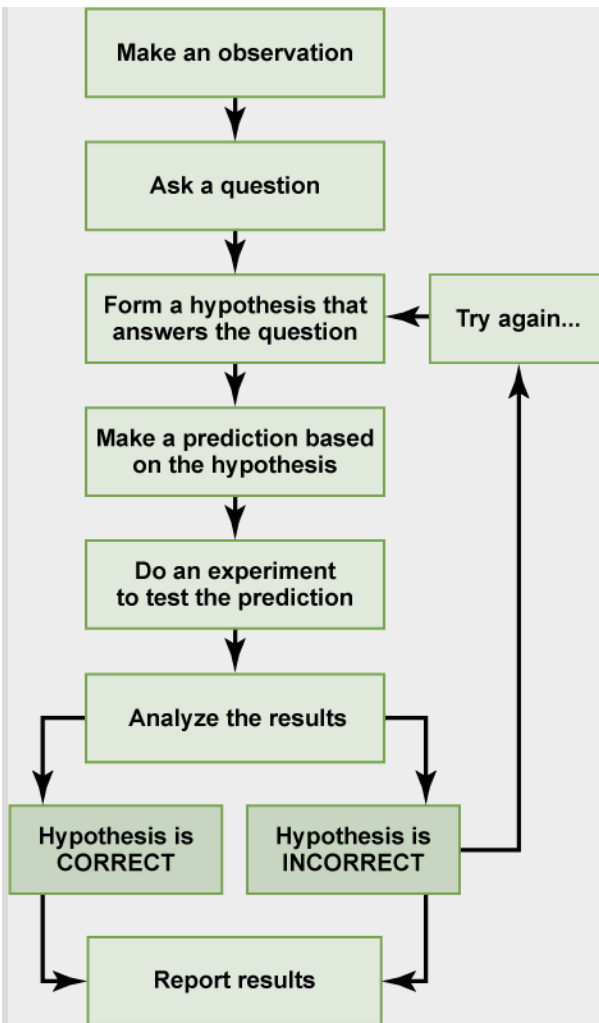 Make an observation
Ask a question
Form a hypothesis that
answers the question
Try again...
Make a prediction based
on the hypothesis
Do an experiment
to test the prediction
Analyze the results
Hypothesis is
CORRECT
Hypothesis is
INCORRECT
Report results